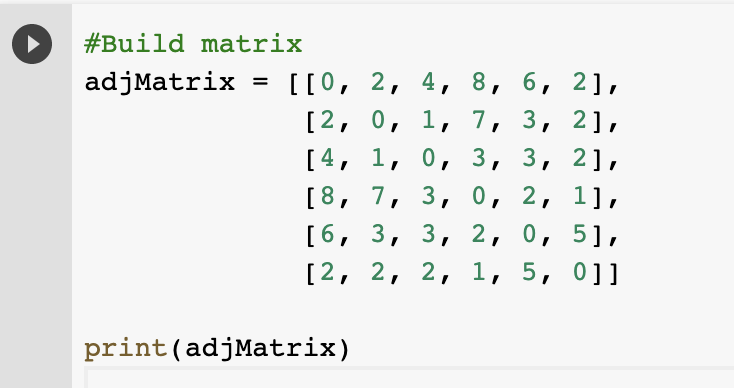 #Build matrix
adjMatrix = [[0, 2, 4, 8, 6, 2],
[2, 0, 1, 7, 3, 2],
[4, 1, 0, 3, 3, 2],
[8, 7, 3, 0, 2, 1],
[6, 3, 3, 2, 0, 5],
[2, 2, 2, 1, 5, 0]]
print(adjMatrix)